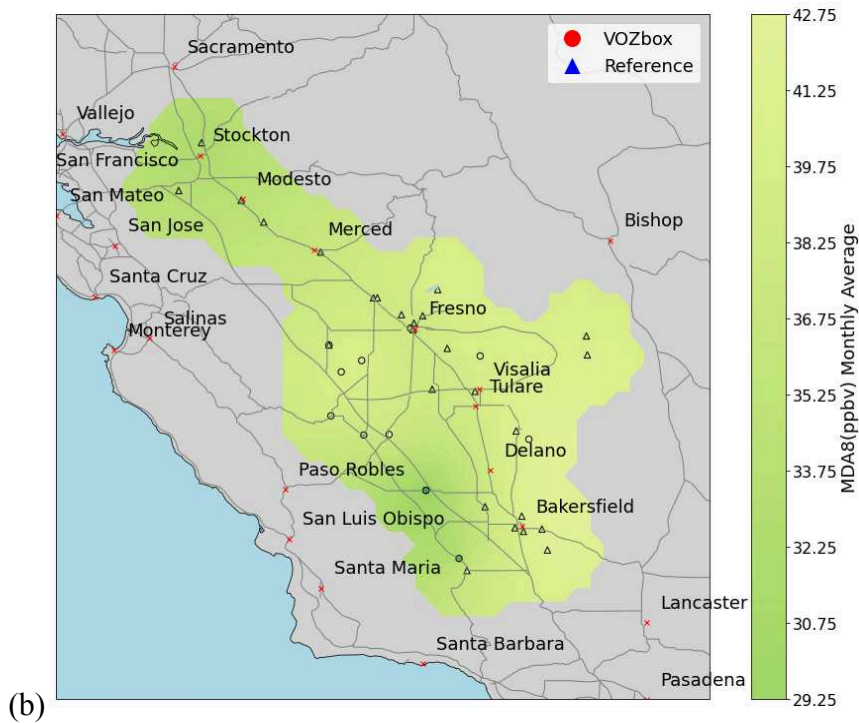 VOZbox
Reference
Sacramento
Vallejo
Stockton
San Francisco
Modesto
San Mateo
San Jose
Merced
Bishop
Santa Cruz
Salinas
Monterey
Fresno
Visalia
Tulare
Delano
Paso Robles
Bakersfield
San Luis Obispo
Santa Maria
Lancaster
Santa Barbara
Pasadena
42.75
41.25
39.75
38.25
36.75
35.25
33.75
32.25
30.75
29.25
MDA8(ppbv) Monthly Average
(b)